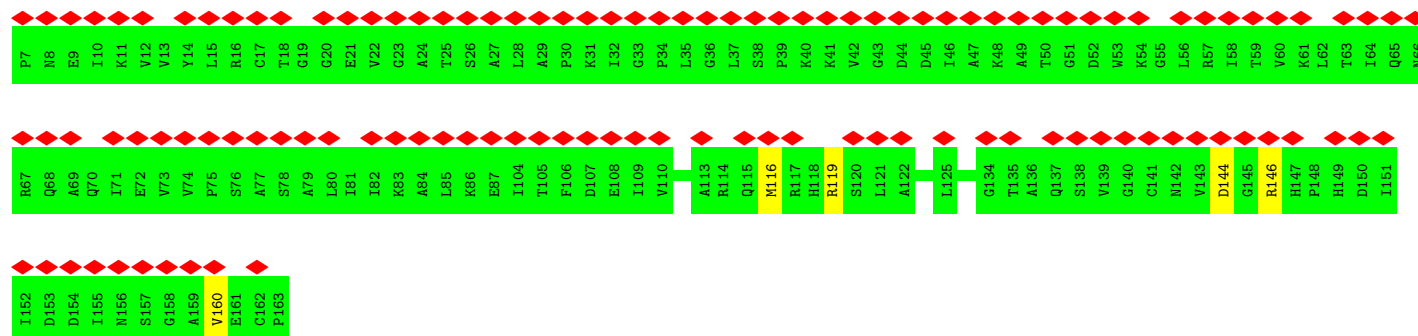 P7 N8 E9 I10 K11 V12 V13 Y14 L15 R16 C17 T18 G19 G20 E21 V22 G23 A24 T25 S26 A27 L28 A29 P30 K31 I32 G33 P34 L35 G36 L37 S38 P39 K40 K41 V42 G43 D44 D45 I46 A47 K48 A49 T50 G51 D52 W53 K54 G55 L56 R57 I58 T59 V60 K61 L62 T63 I64 Q65 N66
R67 Q68 A69 Q70 I71 E72 V73 V74 P75 S76 A77 S78 A79 L80 I81 I82 K83 A84 L85 K86 E87 I104 T105 F106 D107 E108 I109 V110 A113 R114 Q115 M116 R117 H118 R119 S120 L121 A122 L125 G134 T135 A136 Q137 S138 V139 G140 C141 N142 V143 D144 G145 R146 H147 P148 H149 D150 I151
I152 D153 D154 I155 N156 S157 G158 A159 V160 E161 C162 P163